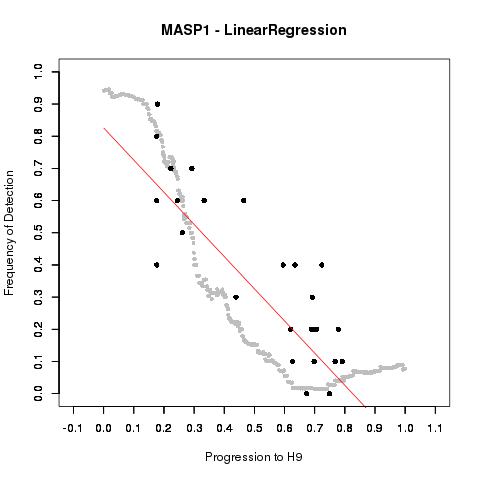 MASP1 - LinearRegression
Frequency of Detection
1.0
0.9
0.8
0.7
0.6
0.5
0.4
0.3
0.2
0.1
0.0
-0.1 0.0 0.1 0.2 0.3 0.4 0.5 0.6 0.7 0.8 0.9 1.0 1.1
Progression to H9